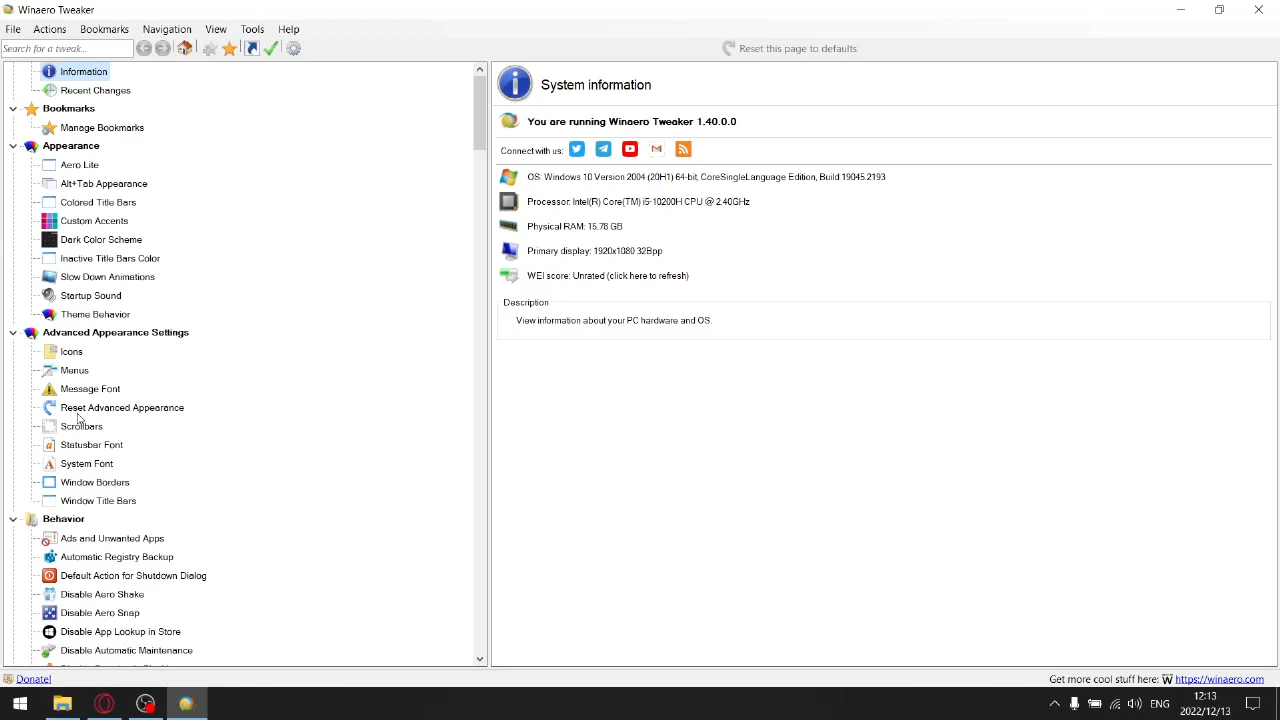 Winaero Tweaker
File Actions Bookmarks Navigation View Tools Help
Search for a tweak...
Reset this page to defaults
Information
Recent Changes
Bookmarks
Manage Bookmarks
Appearance
Aero Lite
Alt+Tab Appearance
Colored Title Bars
Custom Accents
Dark Color Scheme
Inactive Title Bars Color
Slow Down Animations
Startup Sound
Theme Behavior
Advanced Appearance Settings
Icons
Menus
Message Font
Reset Advanced Appearance
Scrollbars
Statusbar Font
System Font
Window Borders
Window Title Bars
Behavior
Ads and Unwanted Apps
Automatic Registry Backup
Default Action for Shutdown Dialog
Disable Aero Shake
Disable Aero Snap
Disable App Lookup in Store
Disable Automatic Maintenance
System information
You are running Winaero Tweaker 1.40.0.0
Connect with us:
OS: Windows 10 Version 2004 (20H1) 64-bit, CoreSingleLanguage Edition, Build 19045.2193
Processor: Intel(R) Core(TM) i5-10200H CPU @ 2.40GHz
Physical RAM: 15.78 GB
Primary display: 1920x1080 32Bpp
WEI score: Unrated (click here to refresh)
Description
View information about your PC hardware and OS.
Donate!
Get more cool stuff here: W https://winaero.com
ENG
12:13
2022/12/13